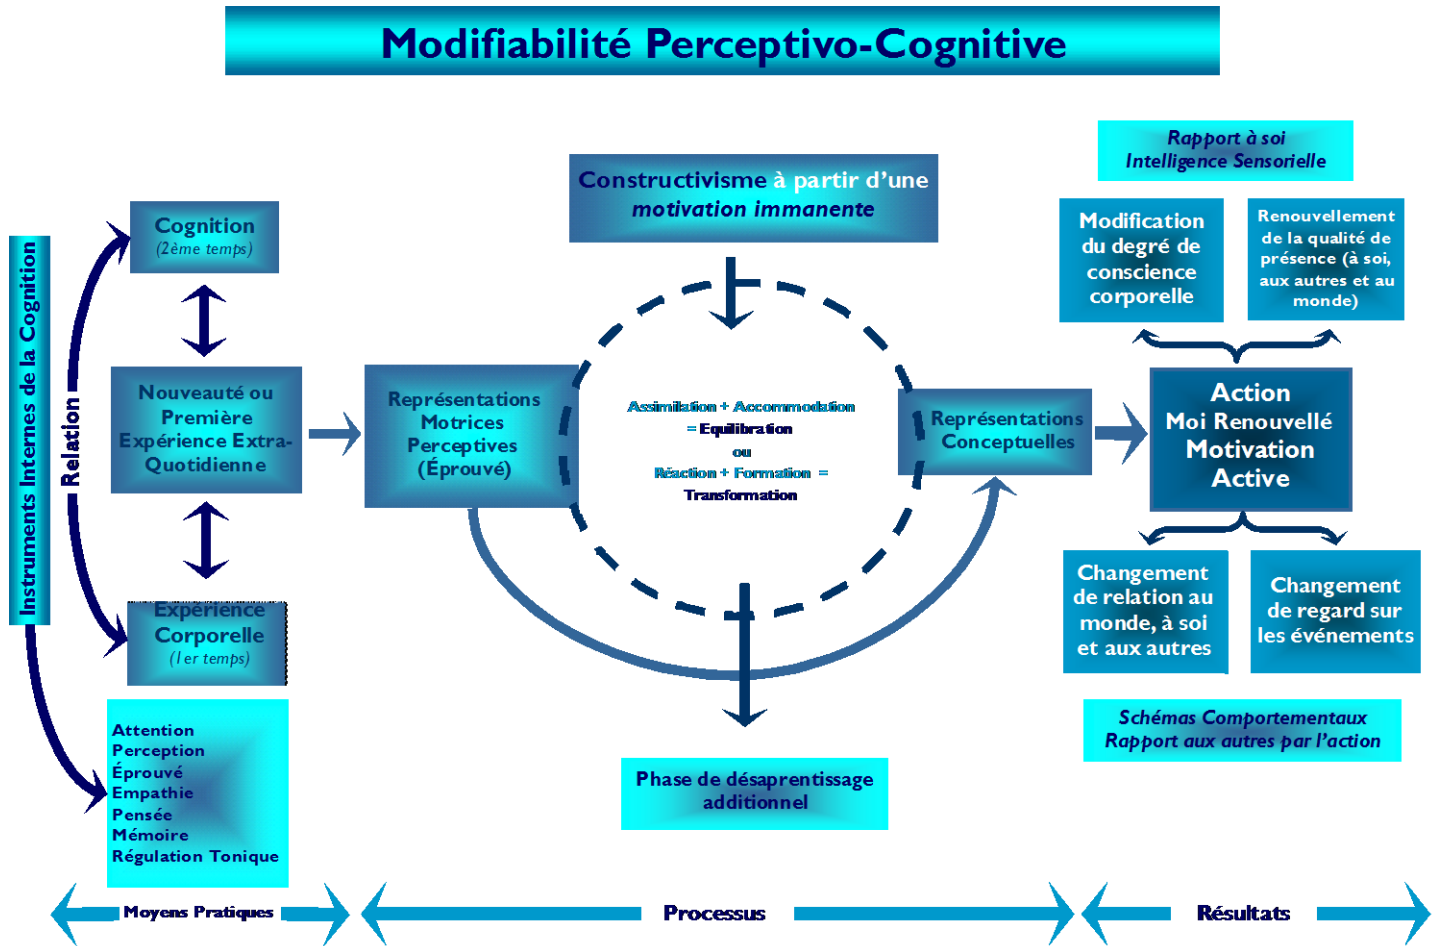 Modifiabilité Perceptivo-Cognitive
Instruments Internes de la Cognition
Relation
Cognition
(2ème temps)
Nouveauté ou
Première
Expérience Extra-
Quotidienne
Expérience
Corporelle
(1er temps)
Attention
Perception
Éprouvé
Empathie
Pensée
Mémoire
Régulation Tonique
Représentations
Motrices
Perceptives
(Éprouvé)
Constructivisme à partir d'une
motivation immanente
Assimilation + Accommodation
= Equilibration
ou
Réaction + Formation =
Transformation
Phase de désaprentissage
additionnel
Représentations
Conceptuelles
Rapport à soi
Intelligence Sensorielle
Modification
du degré de
conscience
corporelle
Renouvellement
de la qualité de
présence (à soi,
aux autres et au
monde)
Action
Moi Renouvellé
Motivation
Active
Changement
de relation au
monde, à soi
et aux autres
Changement
de regard sur
les événements
Schémas Comportementaux
Rapport aux autres par l'action
Moyens Pratiques
Processus
Résultats